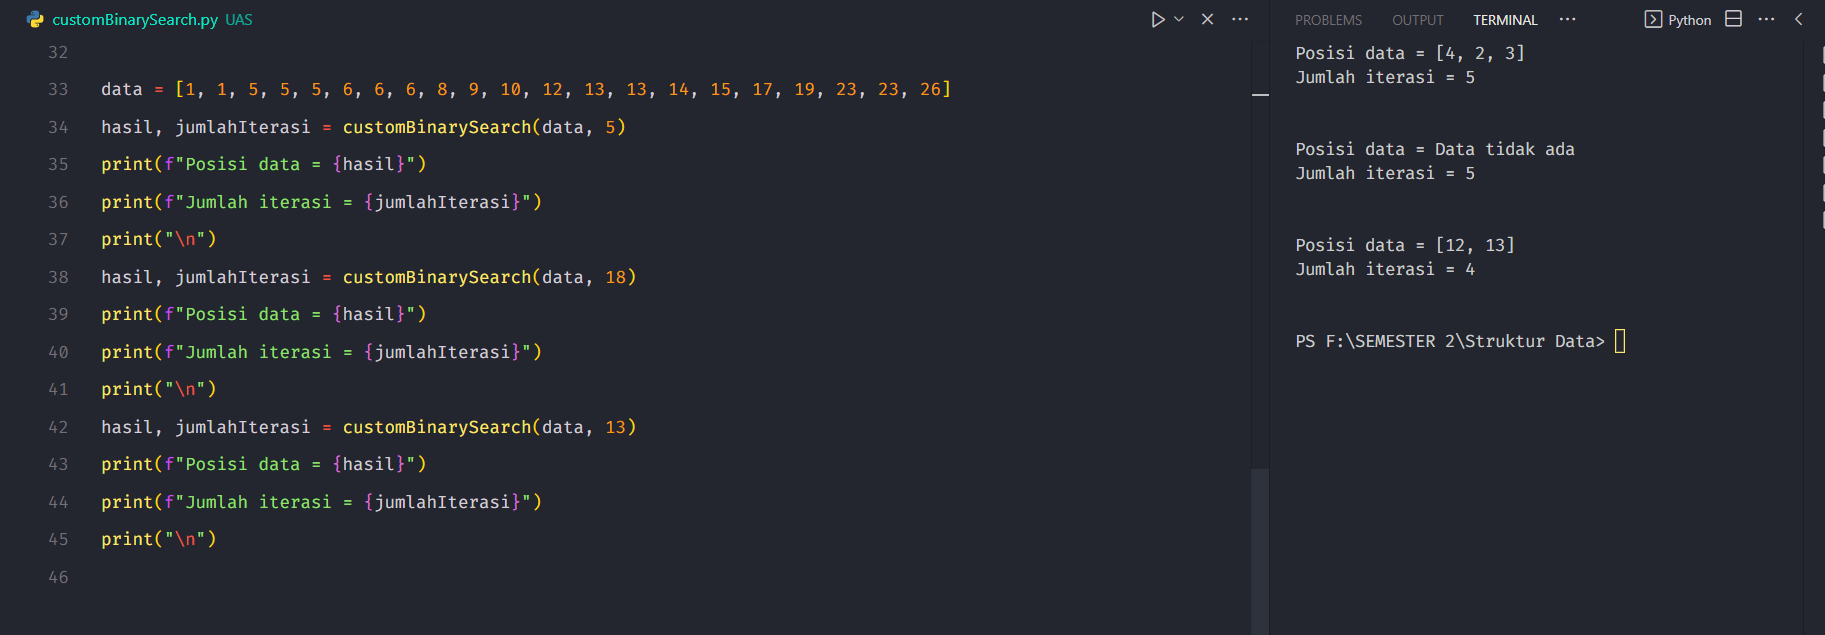 customBinarySearch.py UAS
32
33 data = [1, 1, 5, 5, 5, 6, 6, 6, 8, 9, 10, 12, 13, 13, 14, 15, 17, 19, 23, 23, 26]
34 hasil, jumlahIterasi = customBinarySearch(data, 5)
35 print(f"Posisi data = {hasil}")
36 print(f"Jumlah iterasi = {jumlahIterasi}")
37 print("\n")
38 hasil, jumlahIterasi = customBinarySearch(data, 18)
39 print(f"Posisi data = {hasil}")
40 print(f"Jumlah iterasi = {jumlahIterasi}")
41 print("\n")
42 hasil, jumlahIterasi = customBinarySearch(data, 13)
43 print(f"Posisi data = {hasil}")
44 print(f"Jumlah iterasi = {jumlahIterasi}")
45 print("\n")
46
PROBLEMS OUTPUT TERMINAL ··· Python ···
Posisi data = [4, 2, 3]
Jumlah iterasi = 5
Posisi data = Data tidak ada
Jumlah iterasi = 5
Posisi data = [12, 13]
Jumlah iterasi = 4
PS F:\SEMESTER 2\Struktur Data>